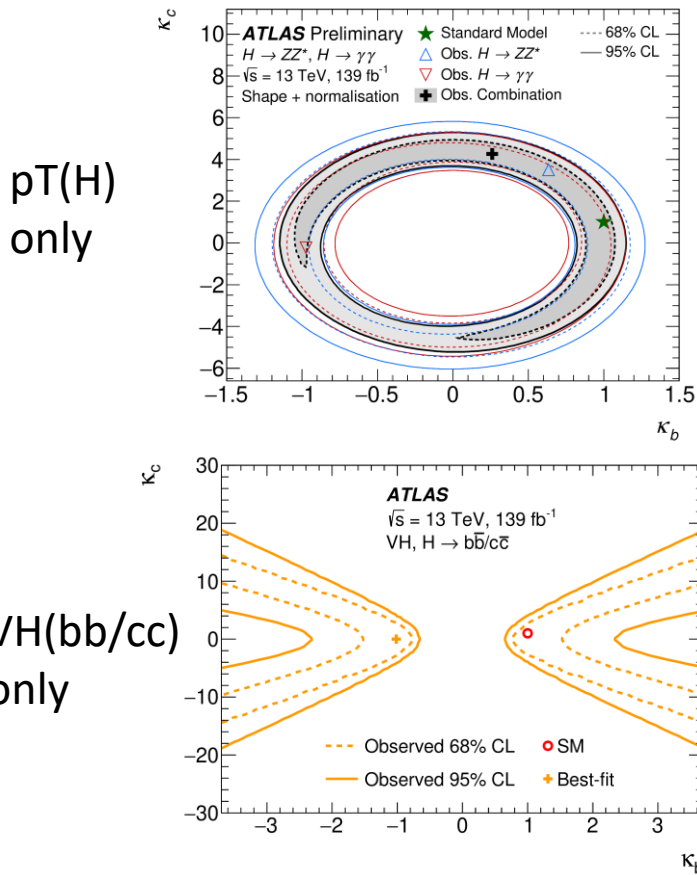 pT(H)
only
κc
10
8
6
4
2
0
−2
−4
−6
−1.5 −1 −0.5 0 0.5 1 1.5
κb
ATLAS Preliminary
H → ZZ*, H → γγ
√s = 13 TeV, 139 fb⁻¹
Shape + normalisation
Standard Model
Obs. H → ZZ*
Obs. H → γγ
Obs. Combination
68% CL
95% CL
VH(bb/cc)
only
κc
30
20
10
0
−10
−20
−30
−3 −2 −1 0 1 2 3
κb
ATLAS
√s = 13 TeV, 139 fb⁻¹
VH, H → bb̅/cc̅
Observed 68% CL
SM
Observed 95% CL
Best-fit